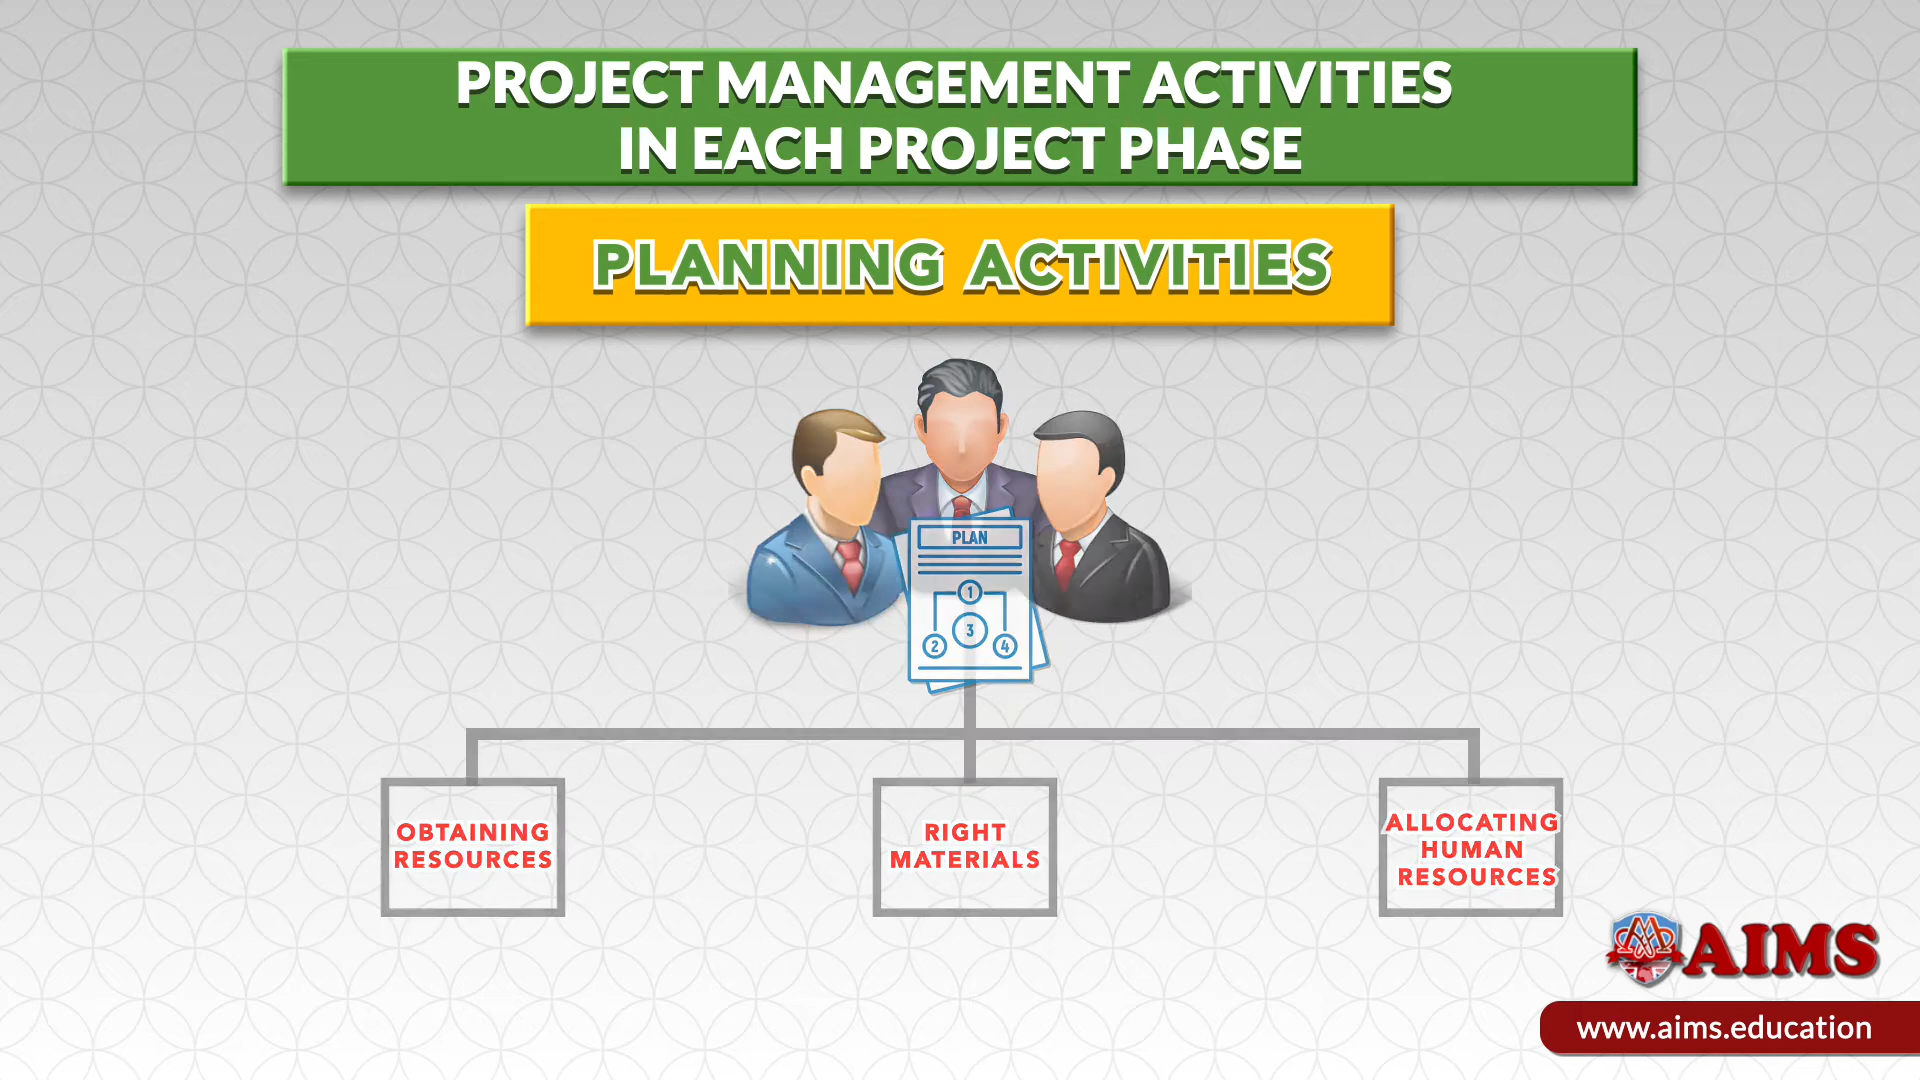 PROJECT MANAGEMENT ACTIVITIES
IN EACH PROJECT PHASE
PLANNING ACTIVITIES
PLAN
1
3
2
4
OBTAINING
RESOURCES
RIGHT
MATERIALS
ALLOCATING
HUMAN
RESOURCES
AIMS
www.aims.education